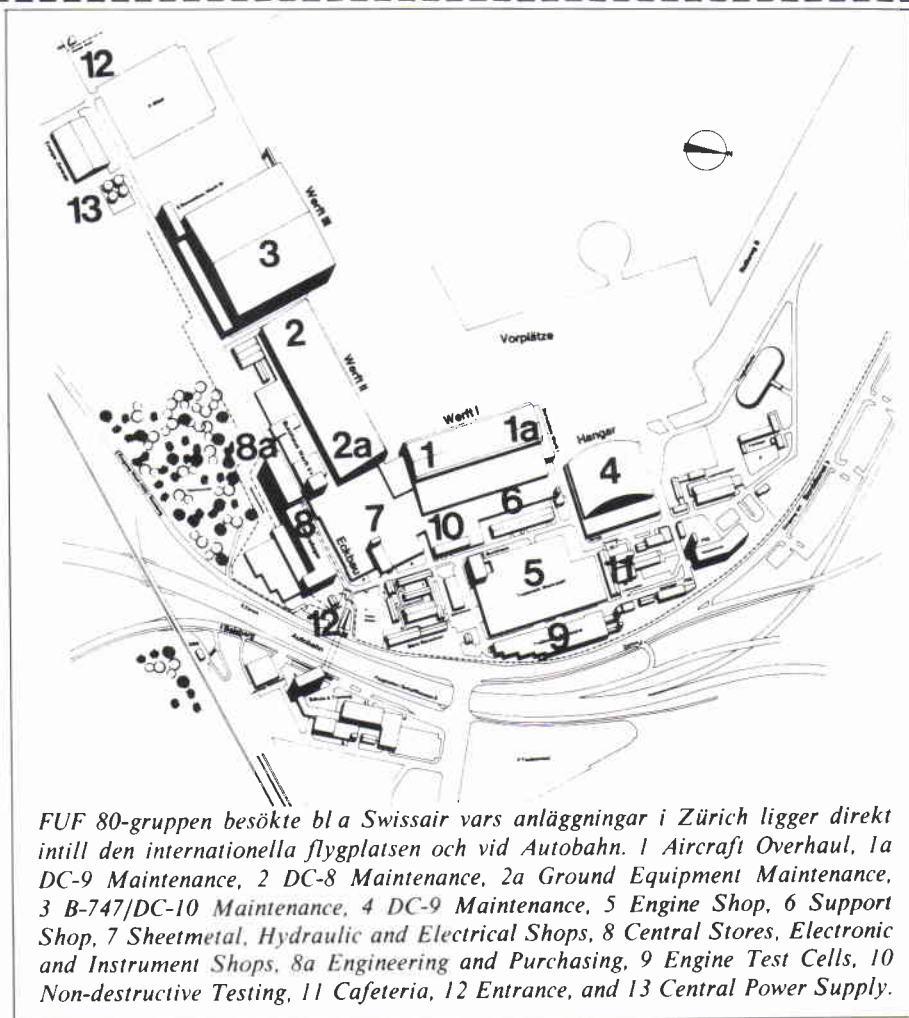 12
13
3
Werft III
2
Werft II
Vorplätze
8a
2a
Werft I
1
1a
Hangar
4
7
10
6
8
Eckbau
5
11
12
9
Autobahn
FUF 80-gruppen besökte bl a Swissair vars anläggningar i Zürich ligger direkt
intill den internationella flygplatsen och vid Autobahn. 1 Aircraft Overhaul, 1a
DC-9 Maintenance, 2 DC-8 Maintenance, 2a Ground Equipment Maintenance,
3 B-747/DC-10 Maintenance, 4 DC-9 Maintenance, 5 Engine Shop, 6 Support
Shop, 7 Sheetmetal, Hydraulic and Electrical Shops, 8 Central Stores, Electronic
and Instrument Shops, 8a Engineering and Purchasing, 9 Engine Test Cells, 10
Non-destructive Testing, 11 Cafeteria, 12 Entrance, and 13 Central Power Supply.